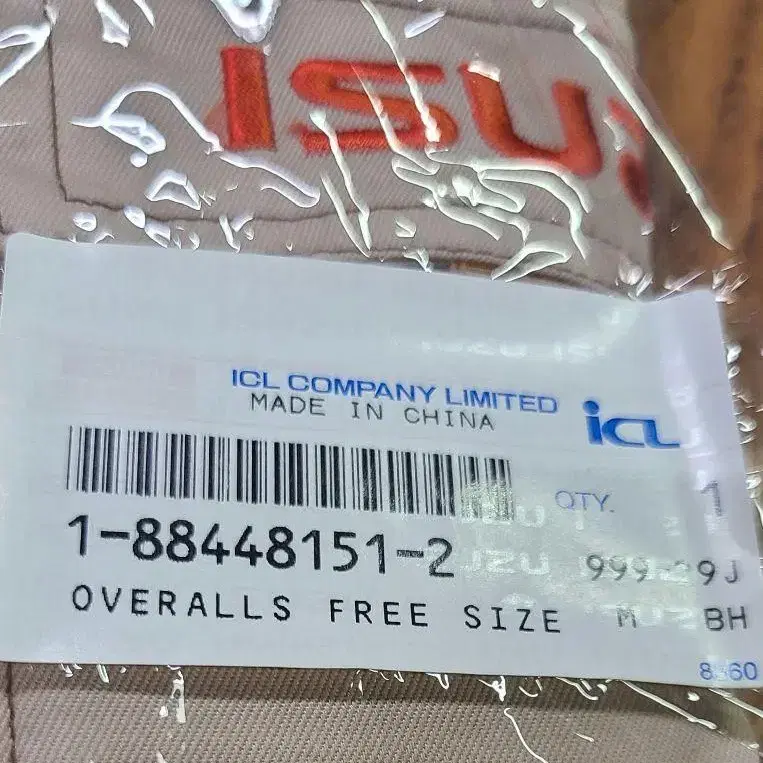 ISU
ICL COMPANY LIMITED
MADE IN CHINA
icl
QTY. 1
1-88448151-2
OVERALLS FREE SIZE M BH